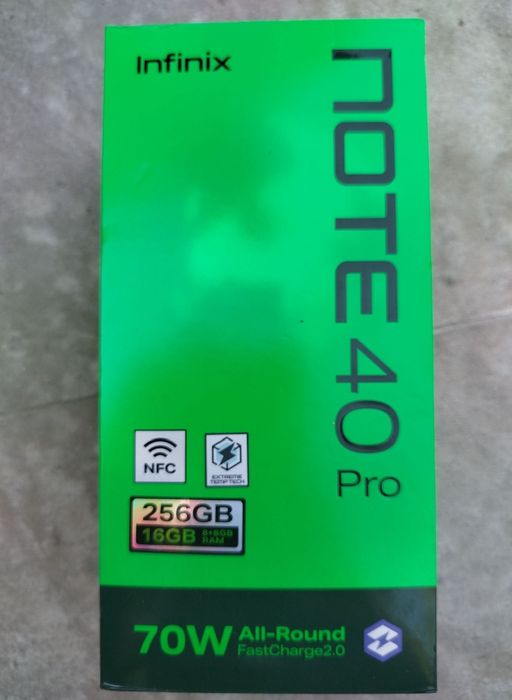 Infinix
NOTE 40
Pro
NFC
EXTREME
TEMP TECH
256GB
16GB 8+8GB
RAM
70W All-Round
FastCharge2.0